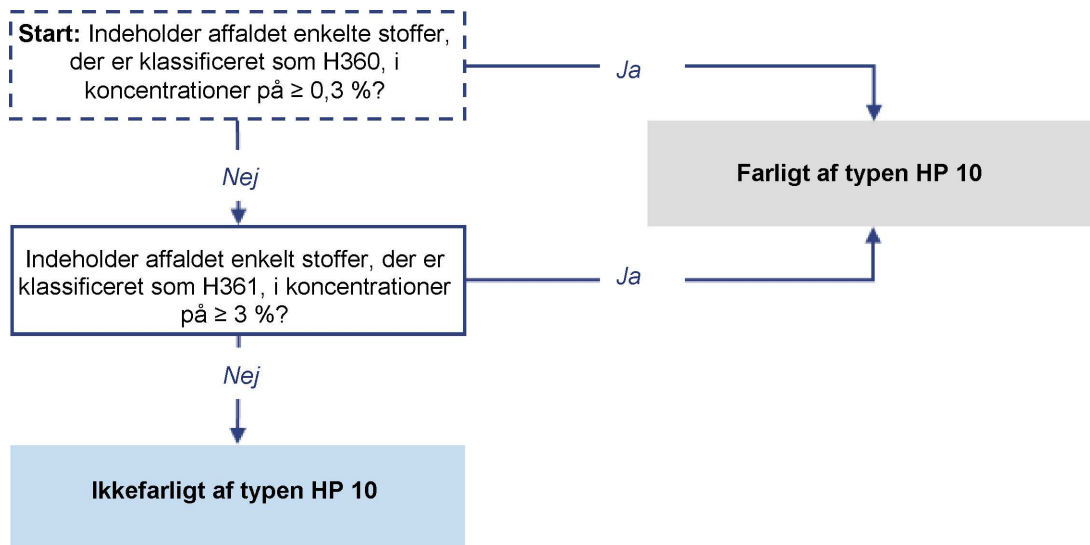 Start: Indeholder affaldet enkelte stoffer,
der er klassificeret som H360, i
koncentrationer på ≥ 0,3 %?
Ja
Farligt af typen HP 10
Nej
Indeholder affaldet enkelt stoffer, der er
klassificeret som H361, i koncentrationer
på ≥ 3 %?
Ja
Nej
Ikkefarligt af typen HP 10